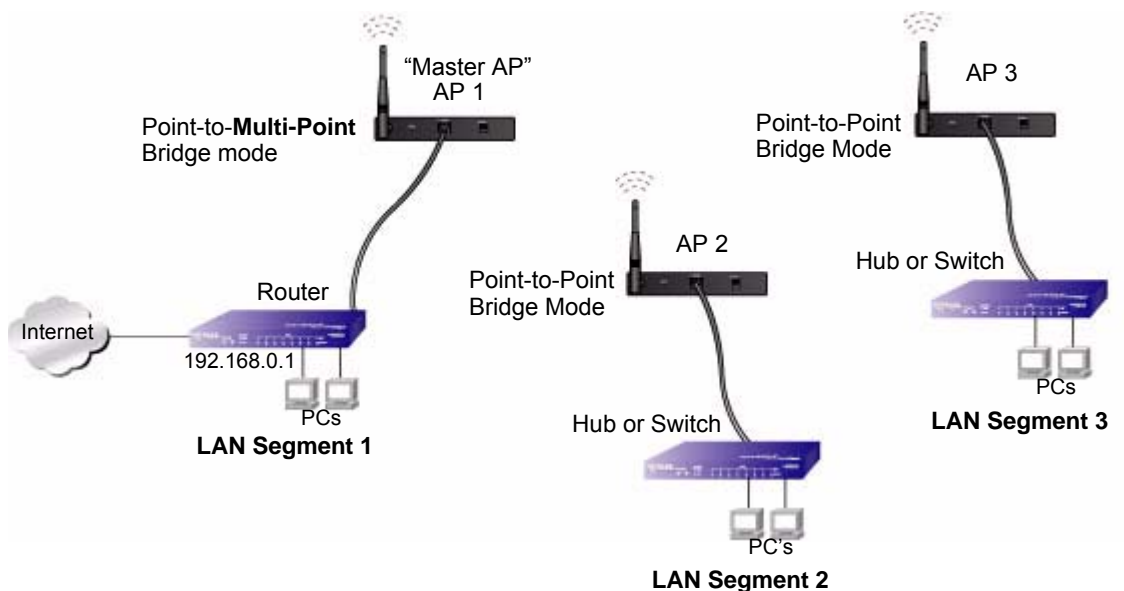 “Master AP”
AP 1
Point-to-Multi-Point
Bridge mode
AP 3
Point-to-Point
Bridge Mode
AP 2
Point-to-Point
Bridge Mode
Hub or Switch
Router
Internet
192.168.0.1
PCs
LAN Segment 1
PCs
LAN Segment 3
Hub or Switch
PC's
LAN Segment 2